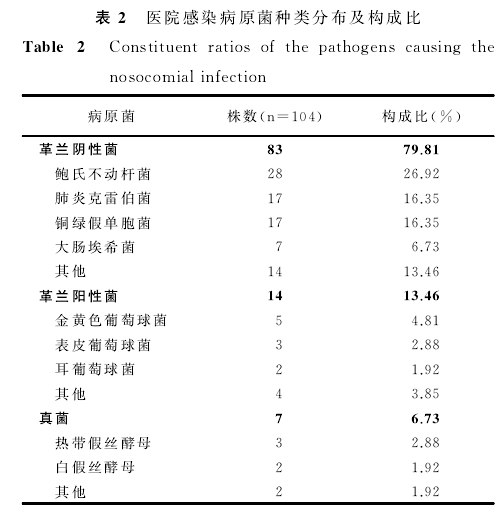 表 2 医院感染病原菌种类分布及构成比
Table 2 Constituent ratios of the pathogens causing the
nosocomial infection
病原菌 株数(n=104) 构成比(%)
革兰阴性菌 83 79.81
鲍氏不动杆菌 28 26.92
肺炎克雷伯菌 17 16.35
铜绿假单胞菌 17 16.35
大肠埃希菌 7 6.73
其他 14 13.46
革兰阳性菌 14 13.46
金黄色葡萄球菌 5 4.81
表皮葡萄球菌 3 2.88
耳葡萄球菌 2 1.92
其他 4 3.85
真菌 7 6.73
热带假丝酵母 3 2.88
白假丝酵母 2 1.92
其他 2 1.92